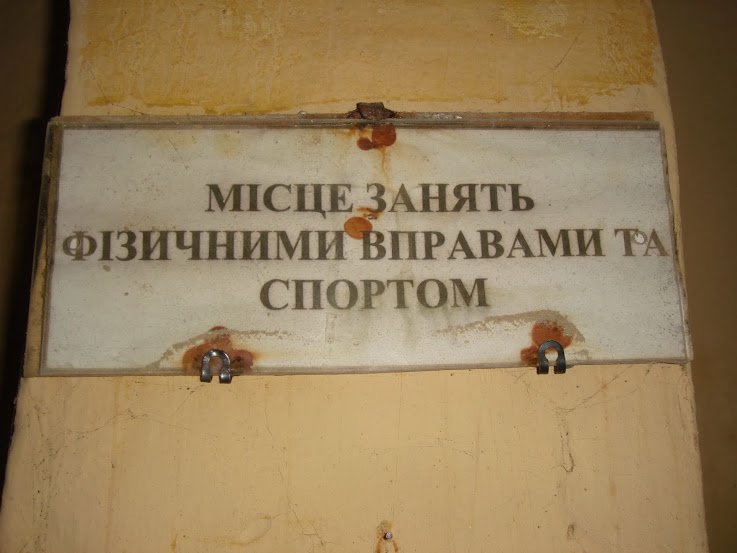 МІСЦЕ ЗАНЯТЬ
ФІЗИЧНИМИ ВПРАВАМИ ТА
СПОРТОМ